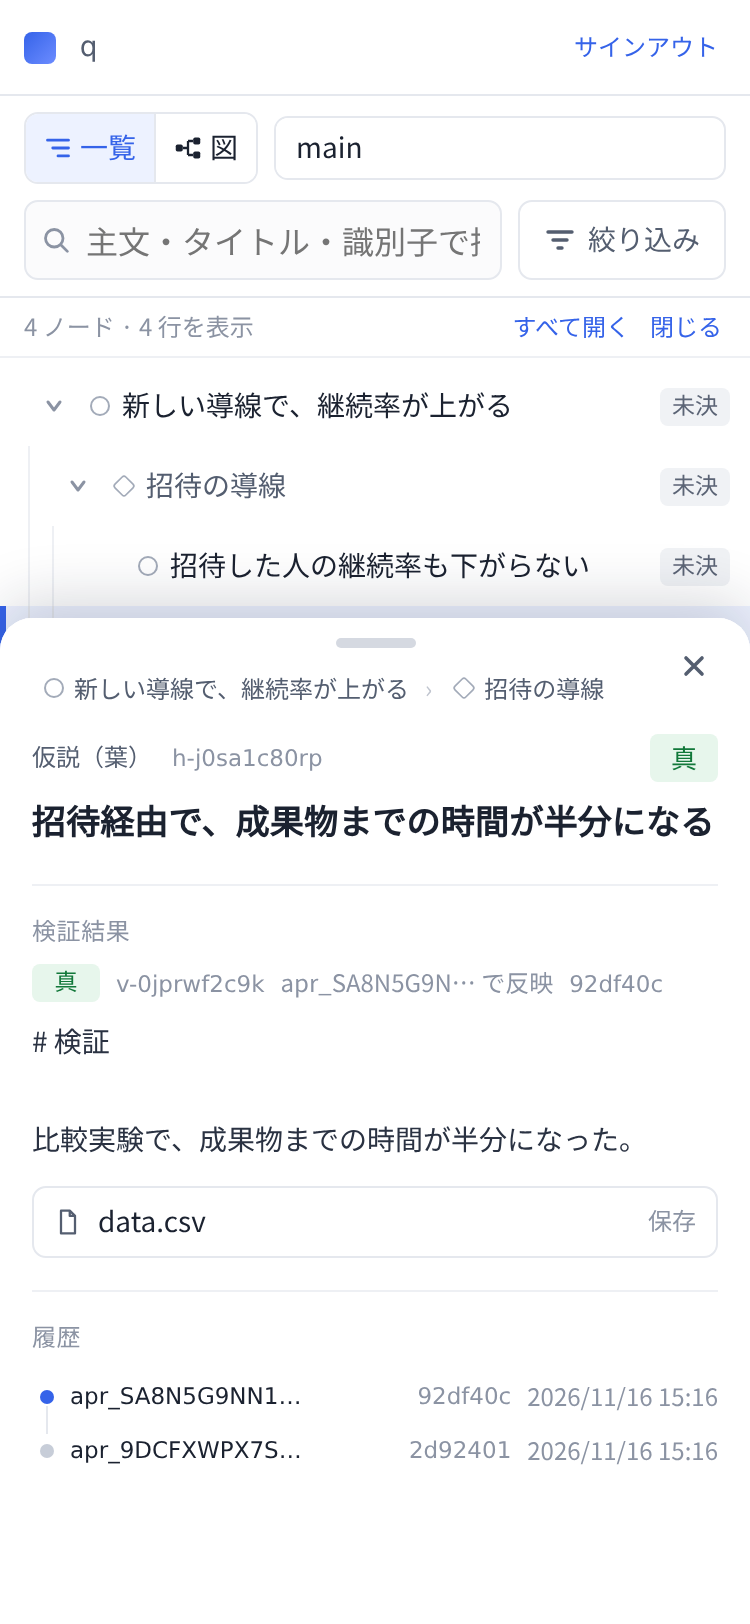 q サインアウト
一覧 図 main
主文・タイトル・識別子で 絞り込み
4 ノード · 4 行を表示 すべて開く 閉じる
新しい導線で、継続率が上がる 未決
招待の導線 未決
招待した人の継続率も下がらない 未決
新しい導線で、継続率が上がる › 招待の導線
仮説（葉） h-j0sa1c80rp 真
招待経由で、成果物までの時間が半分になる
検証結果
真 v-0jprwf2c9k apr_SA8N5G9N… で反映 92df40c
# 検証
比較実験で、成果物までの時間が半分になった。
data.csv 保存
履歴
apr_SA8N5G9NN1… 92df40c 2026/11/16 15:16
apr_9DCFXWPX7S… 2d92401 2026/11/16 15:16